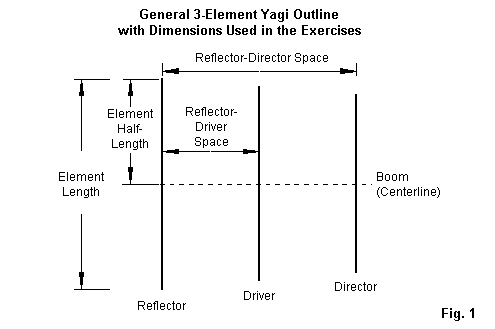 General 3-Element Yagi Outline
with Dimensions Used in the Exercises
Reflector-Director Space
Element
Half-
Length
Reflector-
Driver
Space
Element
Length
Boom
(Centerline)
Reflector
Driver
Director
Fig. 1